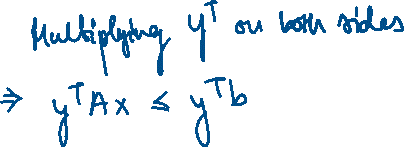 Multiplying y^T on both sides
⇒ y^T A x ≤ y^T b